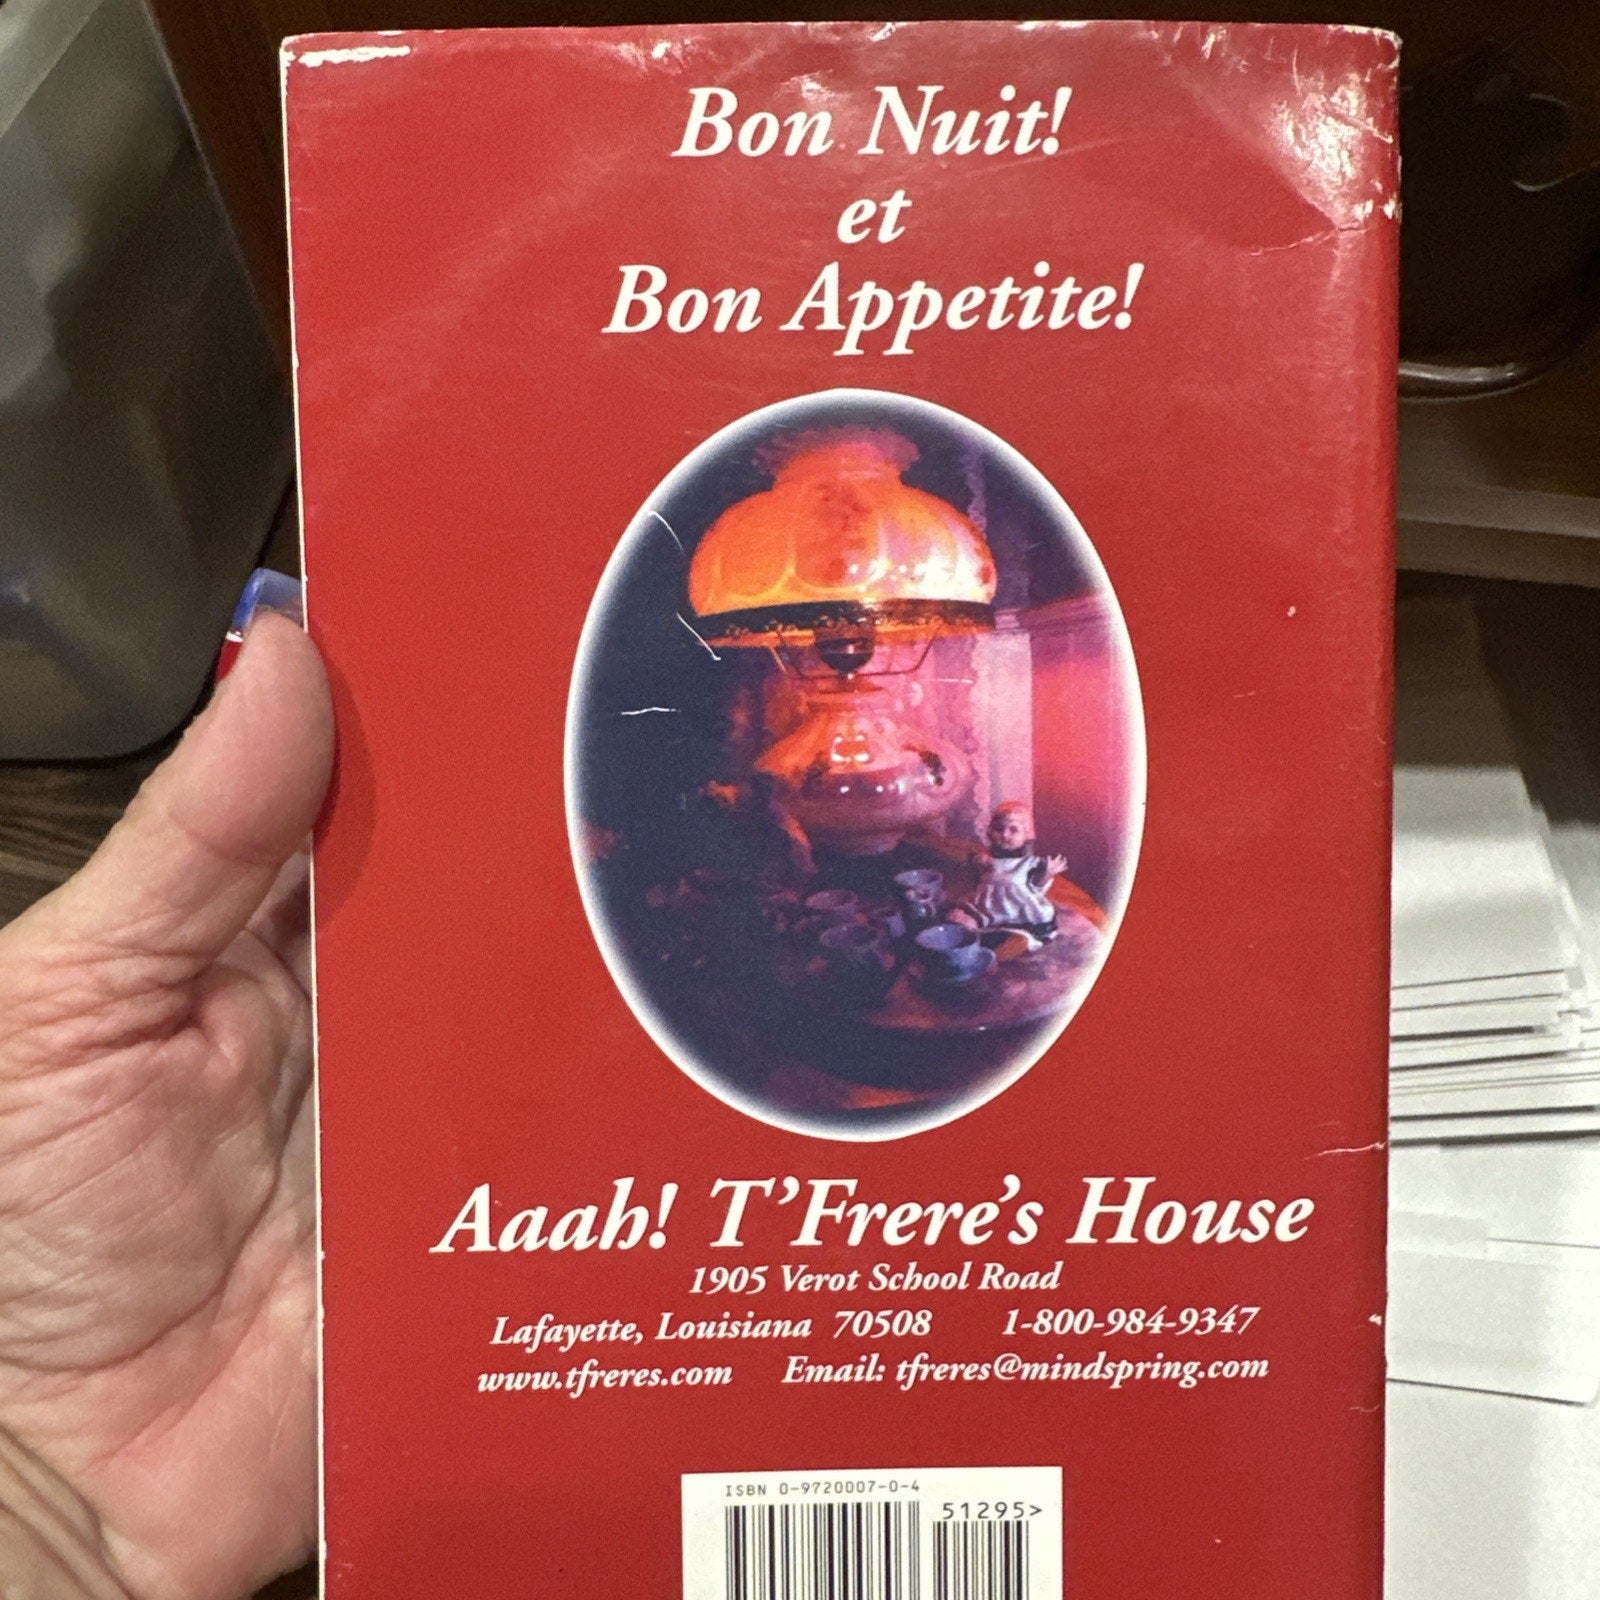 Bon Nuit!
et
Bon Appetite!
Aaah! T'Frere's House
1905 Verot School Road
Lafayette, Louisiana 70508 1-800-984-9347
www.tfreres.com Email: tfreres@mindspring.com
ISBN 0-9720007-0-4
51295>